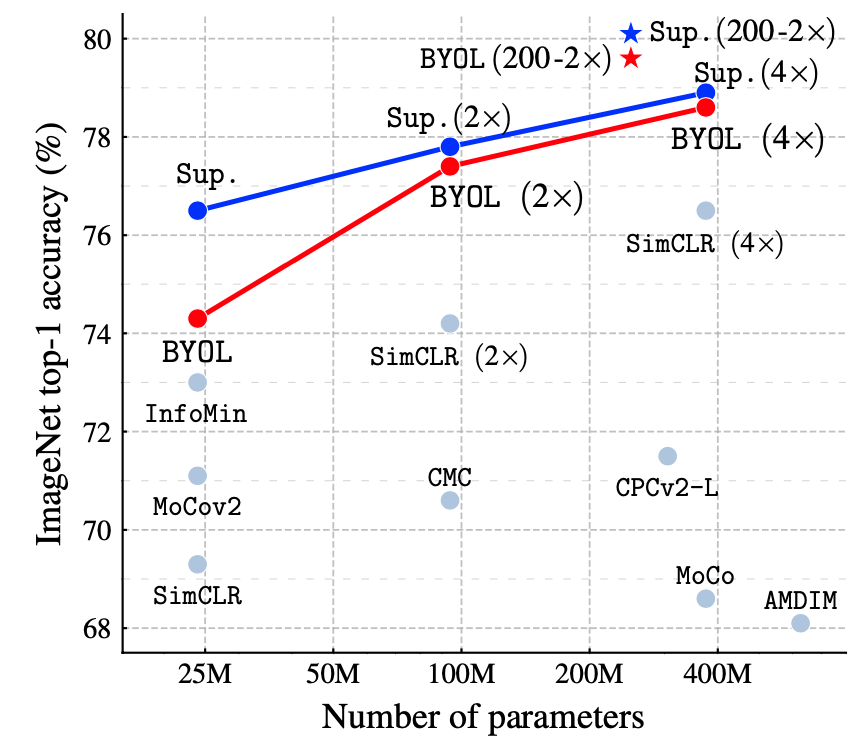 80
Sup.(200-2×)
BYOL(200-2×)
Sup.(4×)
Sup.(2×)
78
BYOL (4×)
Sup.
BYOL (2×)
76
SimCLR (4×)
74
BYOL
SimCLR (2×)
InfoMin
72
CMC
CPCv2-L
MoCov2
70
MoCo
SimCLR
AMDIM
68
ImageNet top-1 accuracy (%)
25M 50M 100M 200M 400M
Number of parameters